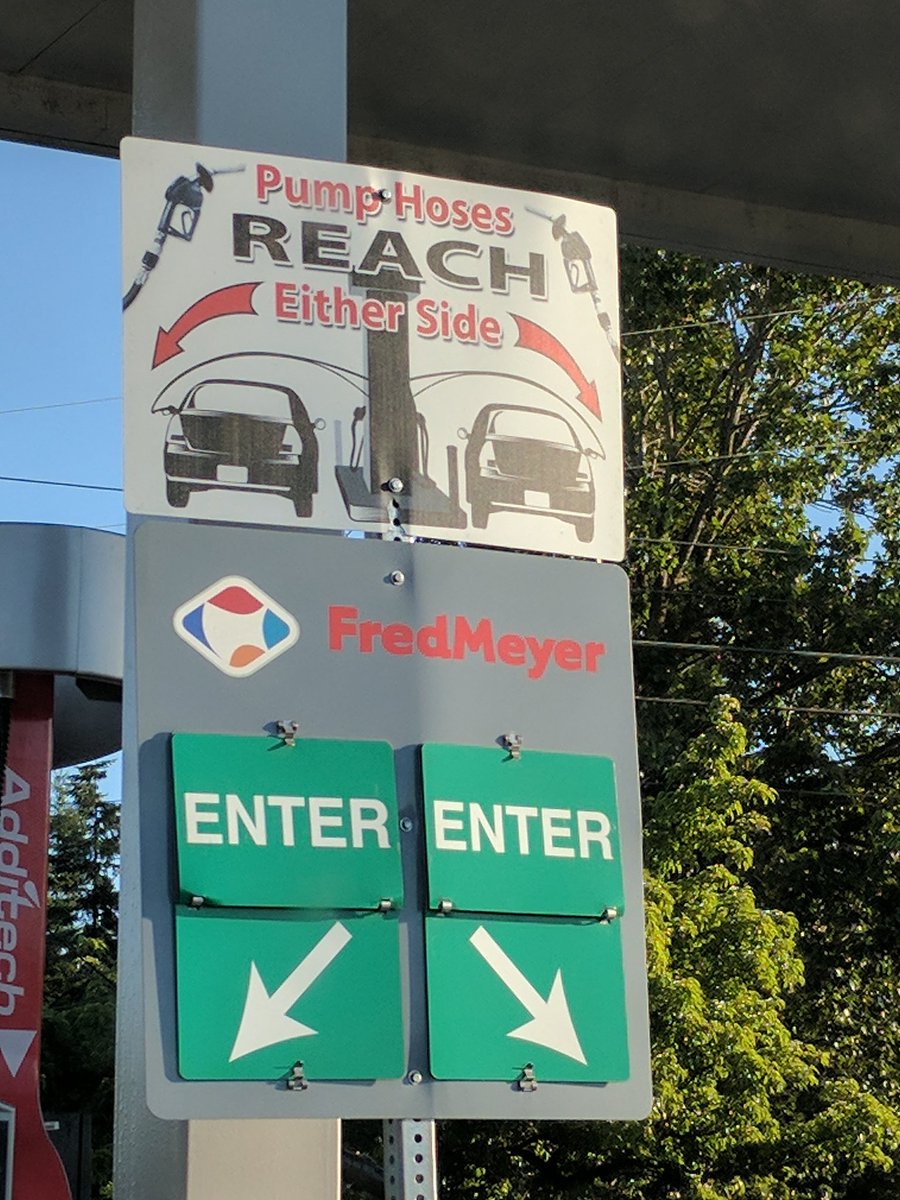 Pump Hoses
REACH
Either Side
FredMeyer
ENTER
ENTER
Additech